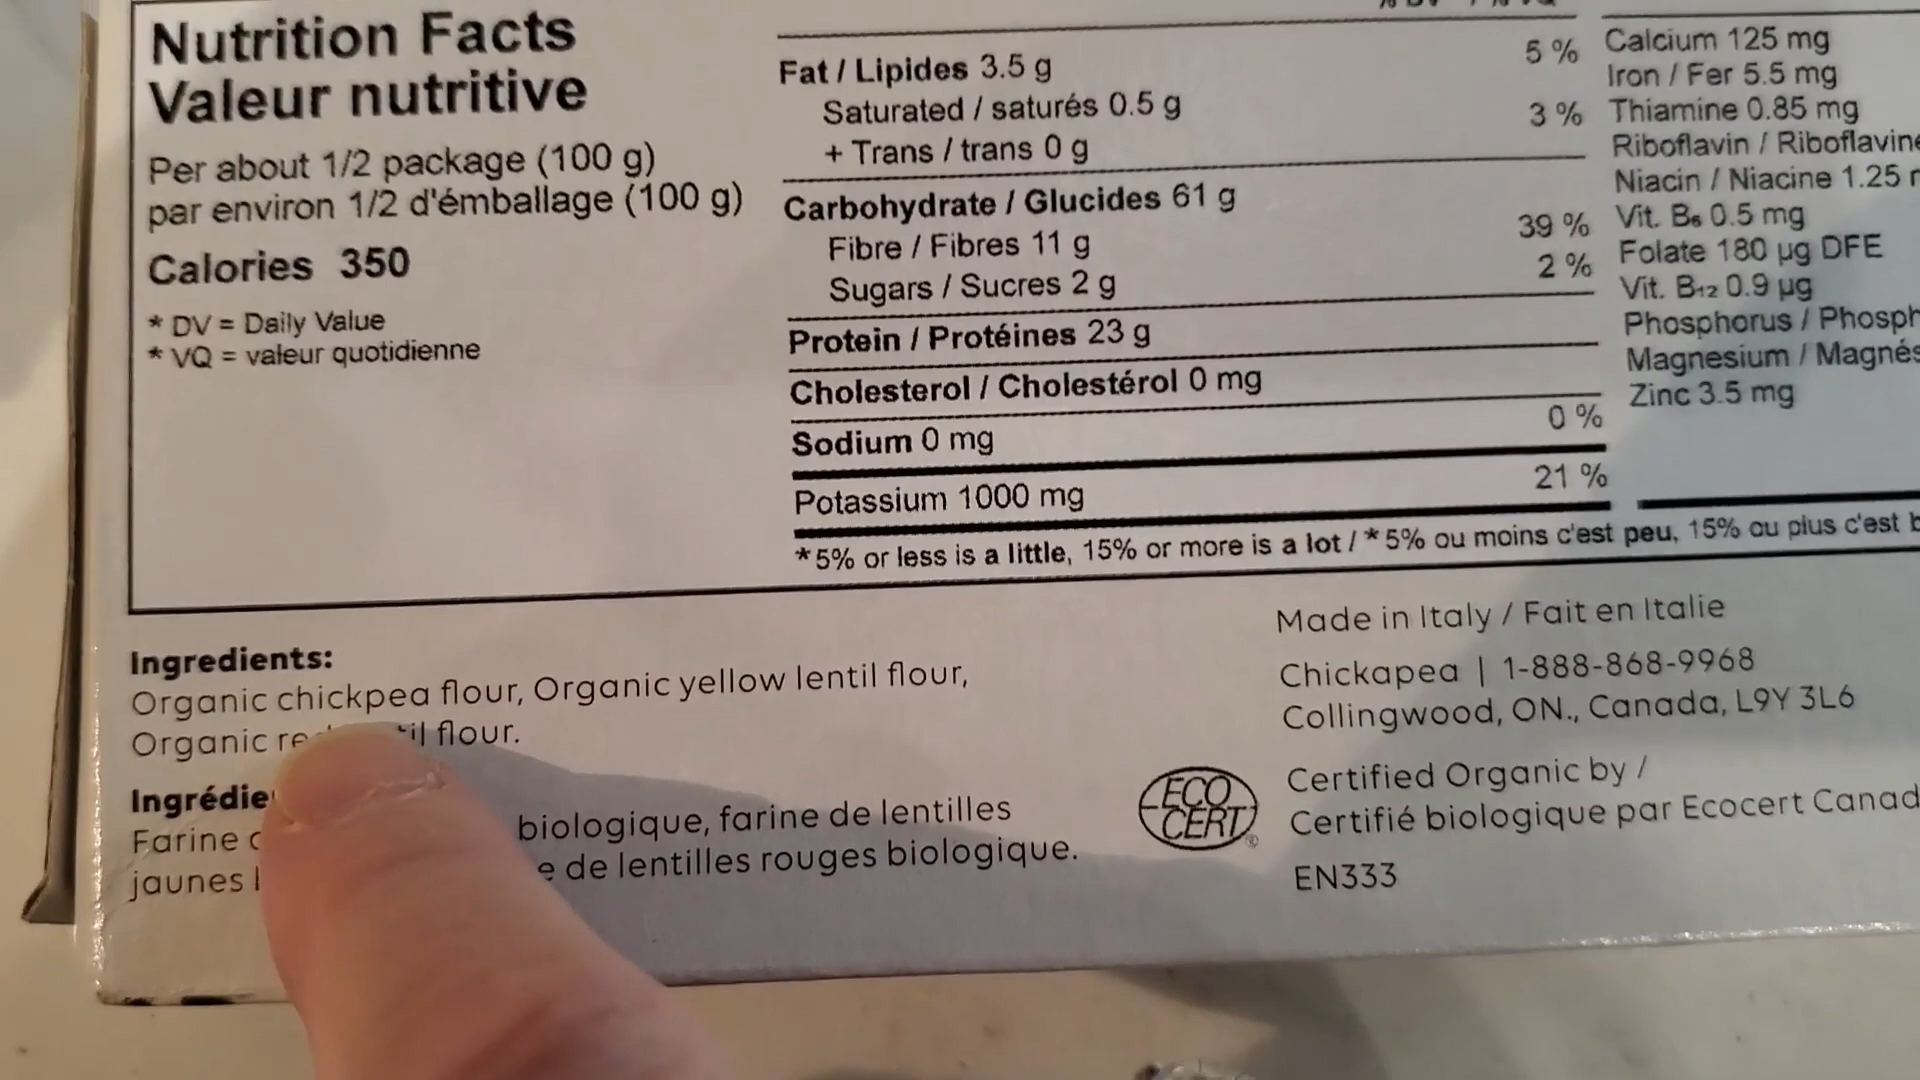 Nutrition Facts
Valeur nutritive
Per about 1/2 package (100 g)
par environ 1/2 d'émballage (100 g)
Calories 350
* DV = Daily Value
* VQ = valeur quotidienne
Fat / Lipides 3.5 g
5 %
Saturated / saturés 0.5 g
+ Trans / trans 0 g
3 %
Carbohydrate / Glucides 61 g
Fibre / Fibres 11 g
39 %
Sugars / Sucres 2 g
2 %
Protein / Protéines 23 g
Cholesterol / Cholestérol 0 mg
Sodium 0 mg
0 %
Potassium 1000 mg
21 %
Calcium 125 mg
Iron / Fer 5.5 mg
Thiamine 0.85 mg
Riboflavin / Riboflavine
Niacin / Niacine 1.25
Vit. B₆ 0.5 mg
Folate 180 µg DFE
Vit. B₁₂ 0.9 µg
Phosphorus /
Magnesium /
Zinc 3.5 mg
*5% or less is a little, 15% or more is a lot / *5% ou moins c'est peu, 15% ou plus c'est
Ingredients:
Organic chickpea flour, Organic yellow lentil flour,
Organic flour.
Farine
biologique, farine de lentilles
jaunes
de lentilles rouges biologique.
Made in Italy / Fait en Italie
Chickapea | 1-888-868-9968
Collingwood, ON., Canada, L9Y 3L6
ECO
CERT
Certified Organic by /
Certifié biologique par Ecocert
EN333